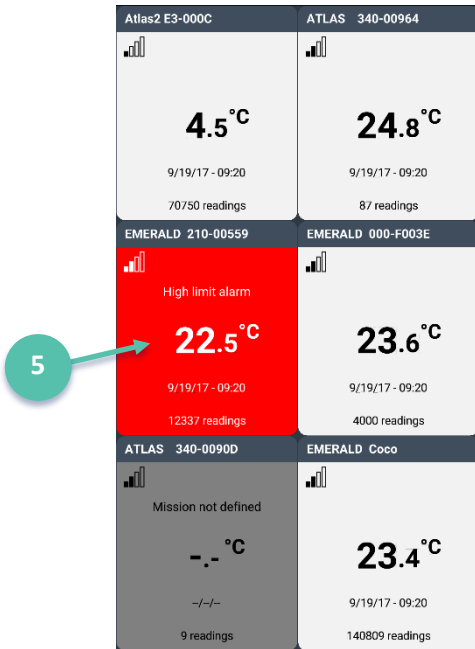 Atlas2 E3-000C
4.5°C
9/19/17 - 09:20
70750 readings
ATLAS 340-00964
24.8°C
9/19/17 - 09:20
87 readings
EMERALD 210-00559
High limit alarm
22.5°C
9/19/17 - 09:20
12337 readings
5
EMERALD 000-F003E
23.6°C
9/19/17 - 09:20
4000 readings
ATLAS 340-0090D
Mission not defined
-.-°C
--/--/--
9 readings
EMERALD Coco
23.4°C
9/19/17 - 09:20
140809 readings